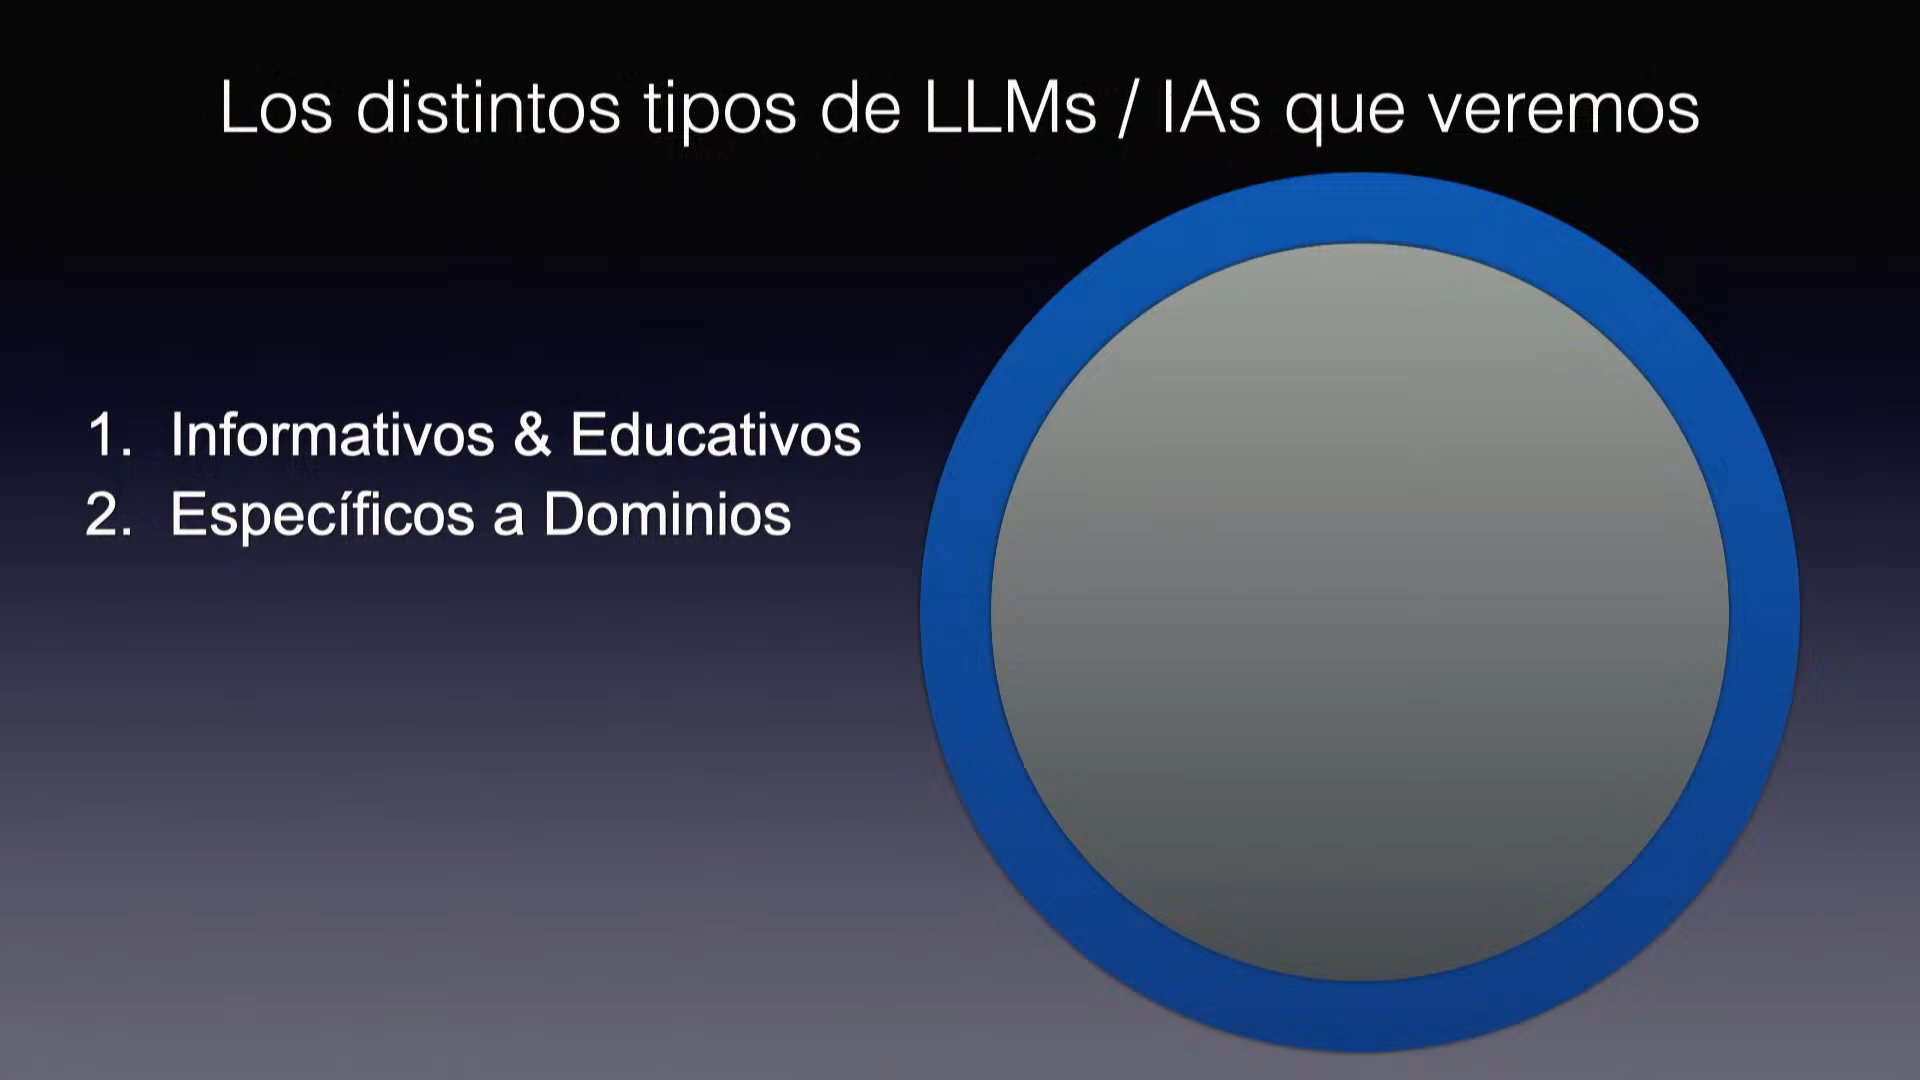 Los distintos tipos de LLMs / IAs que veremos
1. Informativos & Educativos
2. Específicos a Dominios